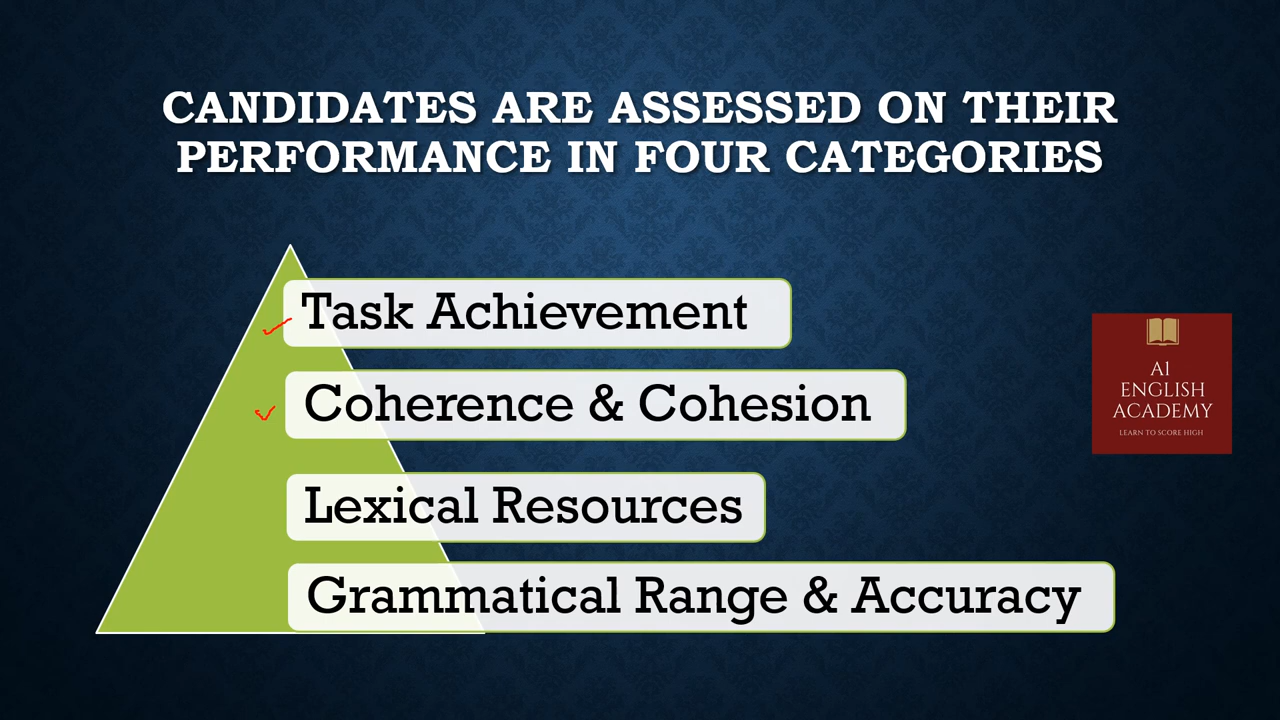 CANDIDATES ARE ASSESSED ON THEIR
PERFORMANCE IN FOUR CATEGORIES
Task Achievement
Coherence & Cohesion
Lexical Resources
Grammatical Range & Accuracy
A1
ENGLISH
ACADEMY
LEARN TO SCORE HIGH